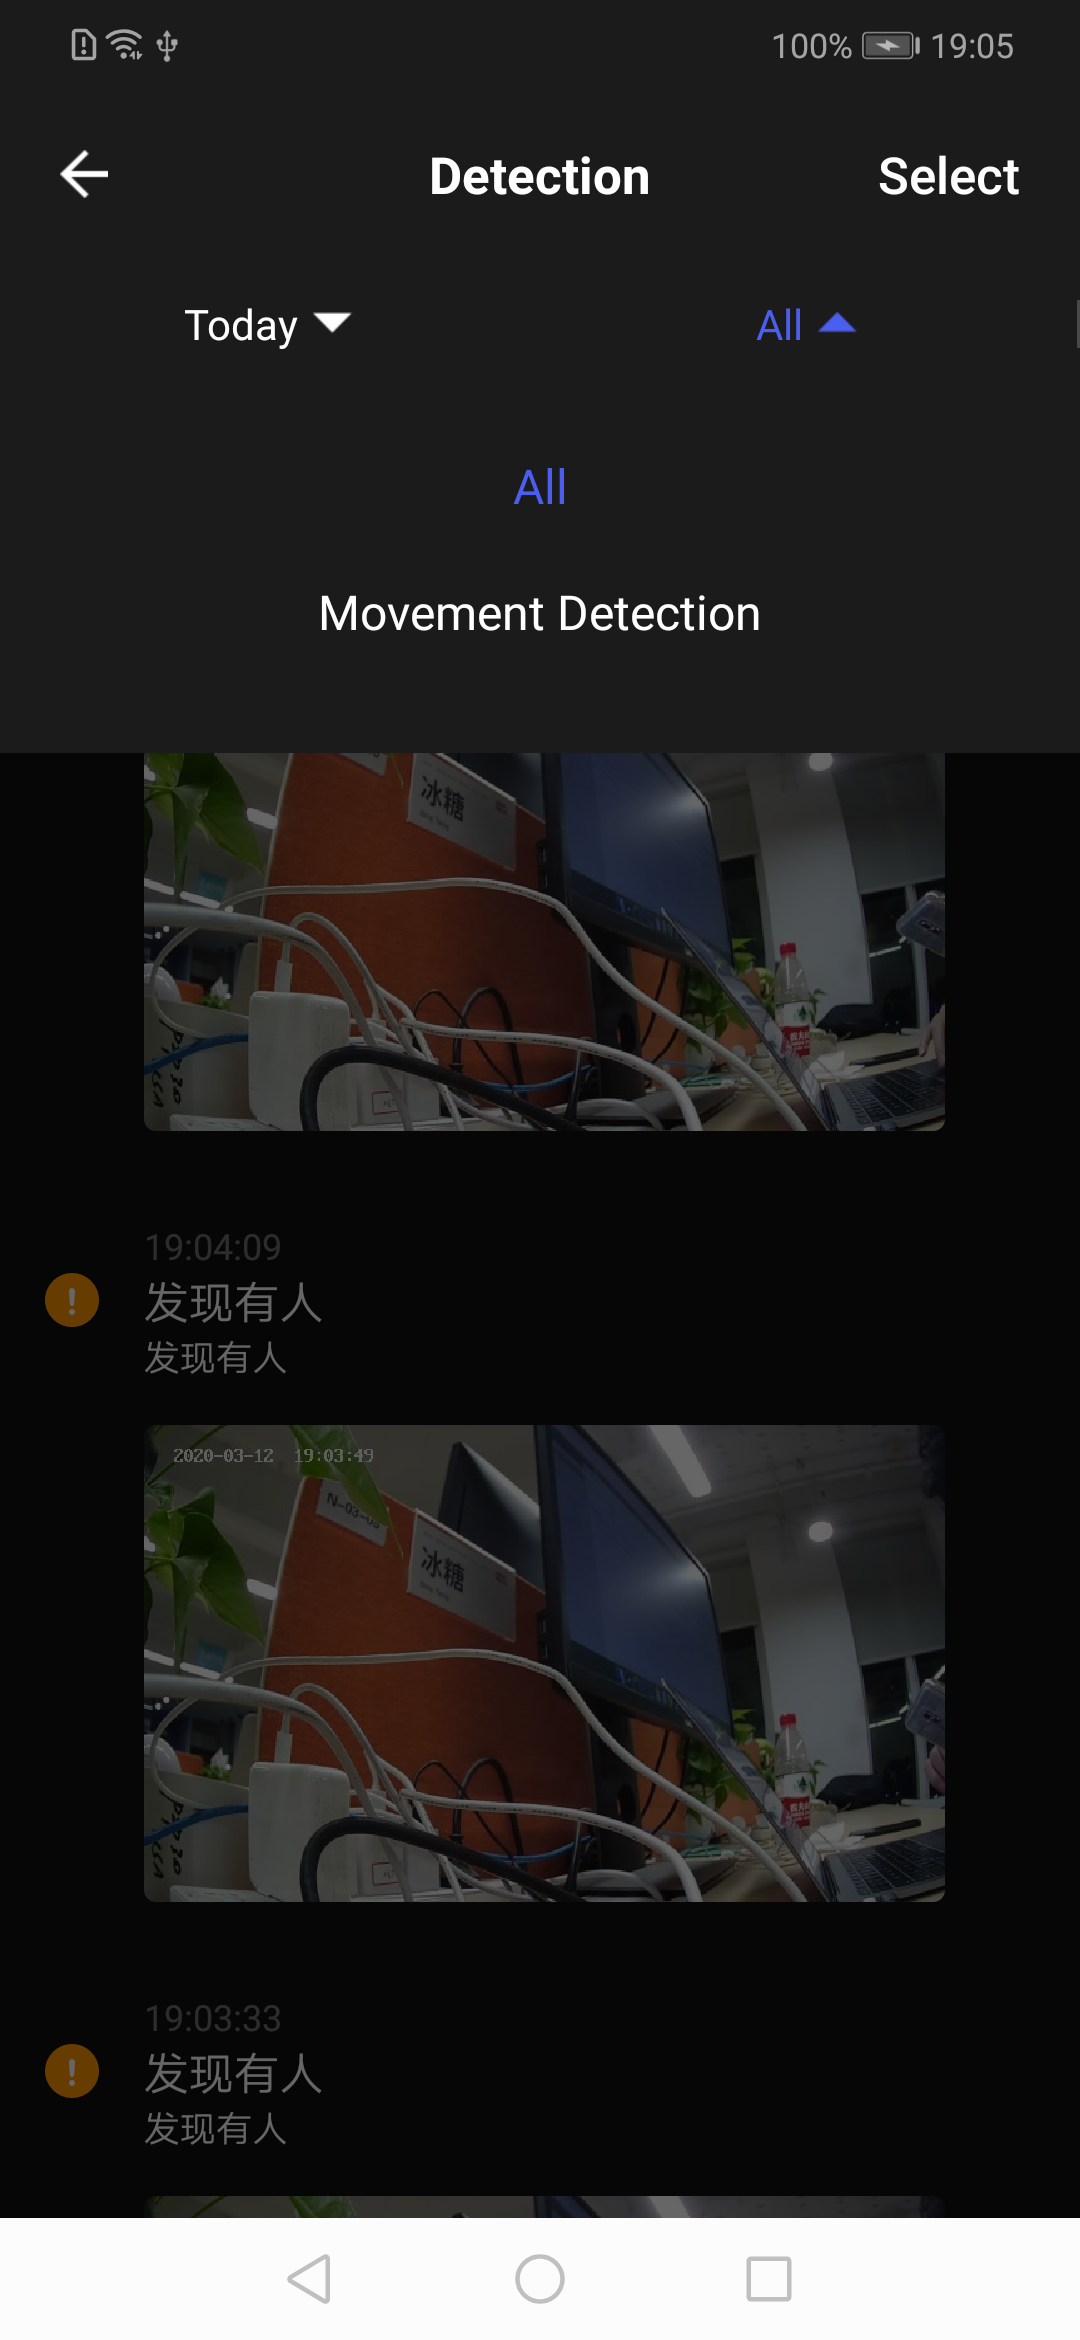 100% 19:05
Detection Select
Today All
All
Movement Detection
冰糖
19:04:09
发现有人
发现有人
2020-03-12 19:03:49
N-03-03
冰糖
19:03:33
发现有人
发现有人